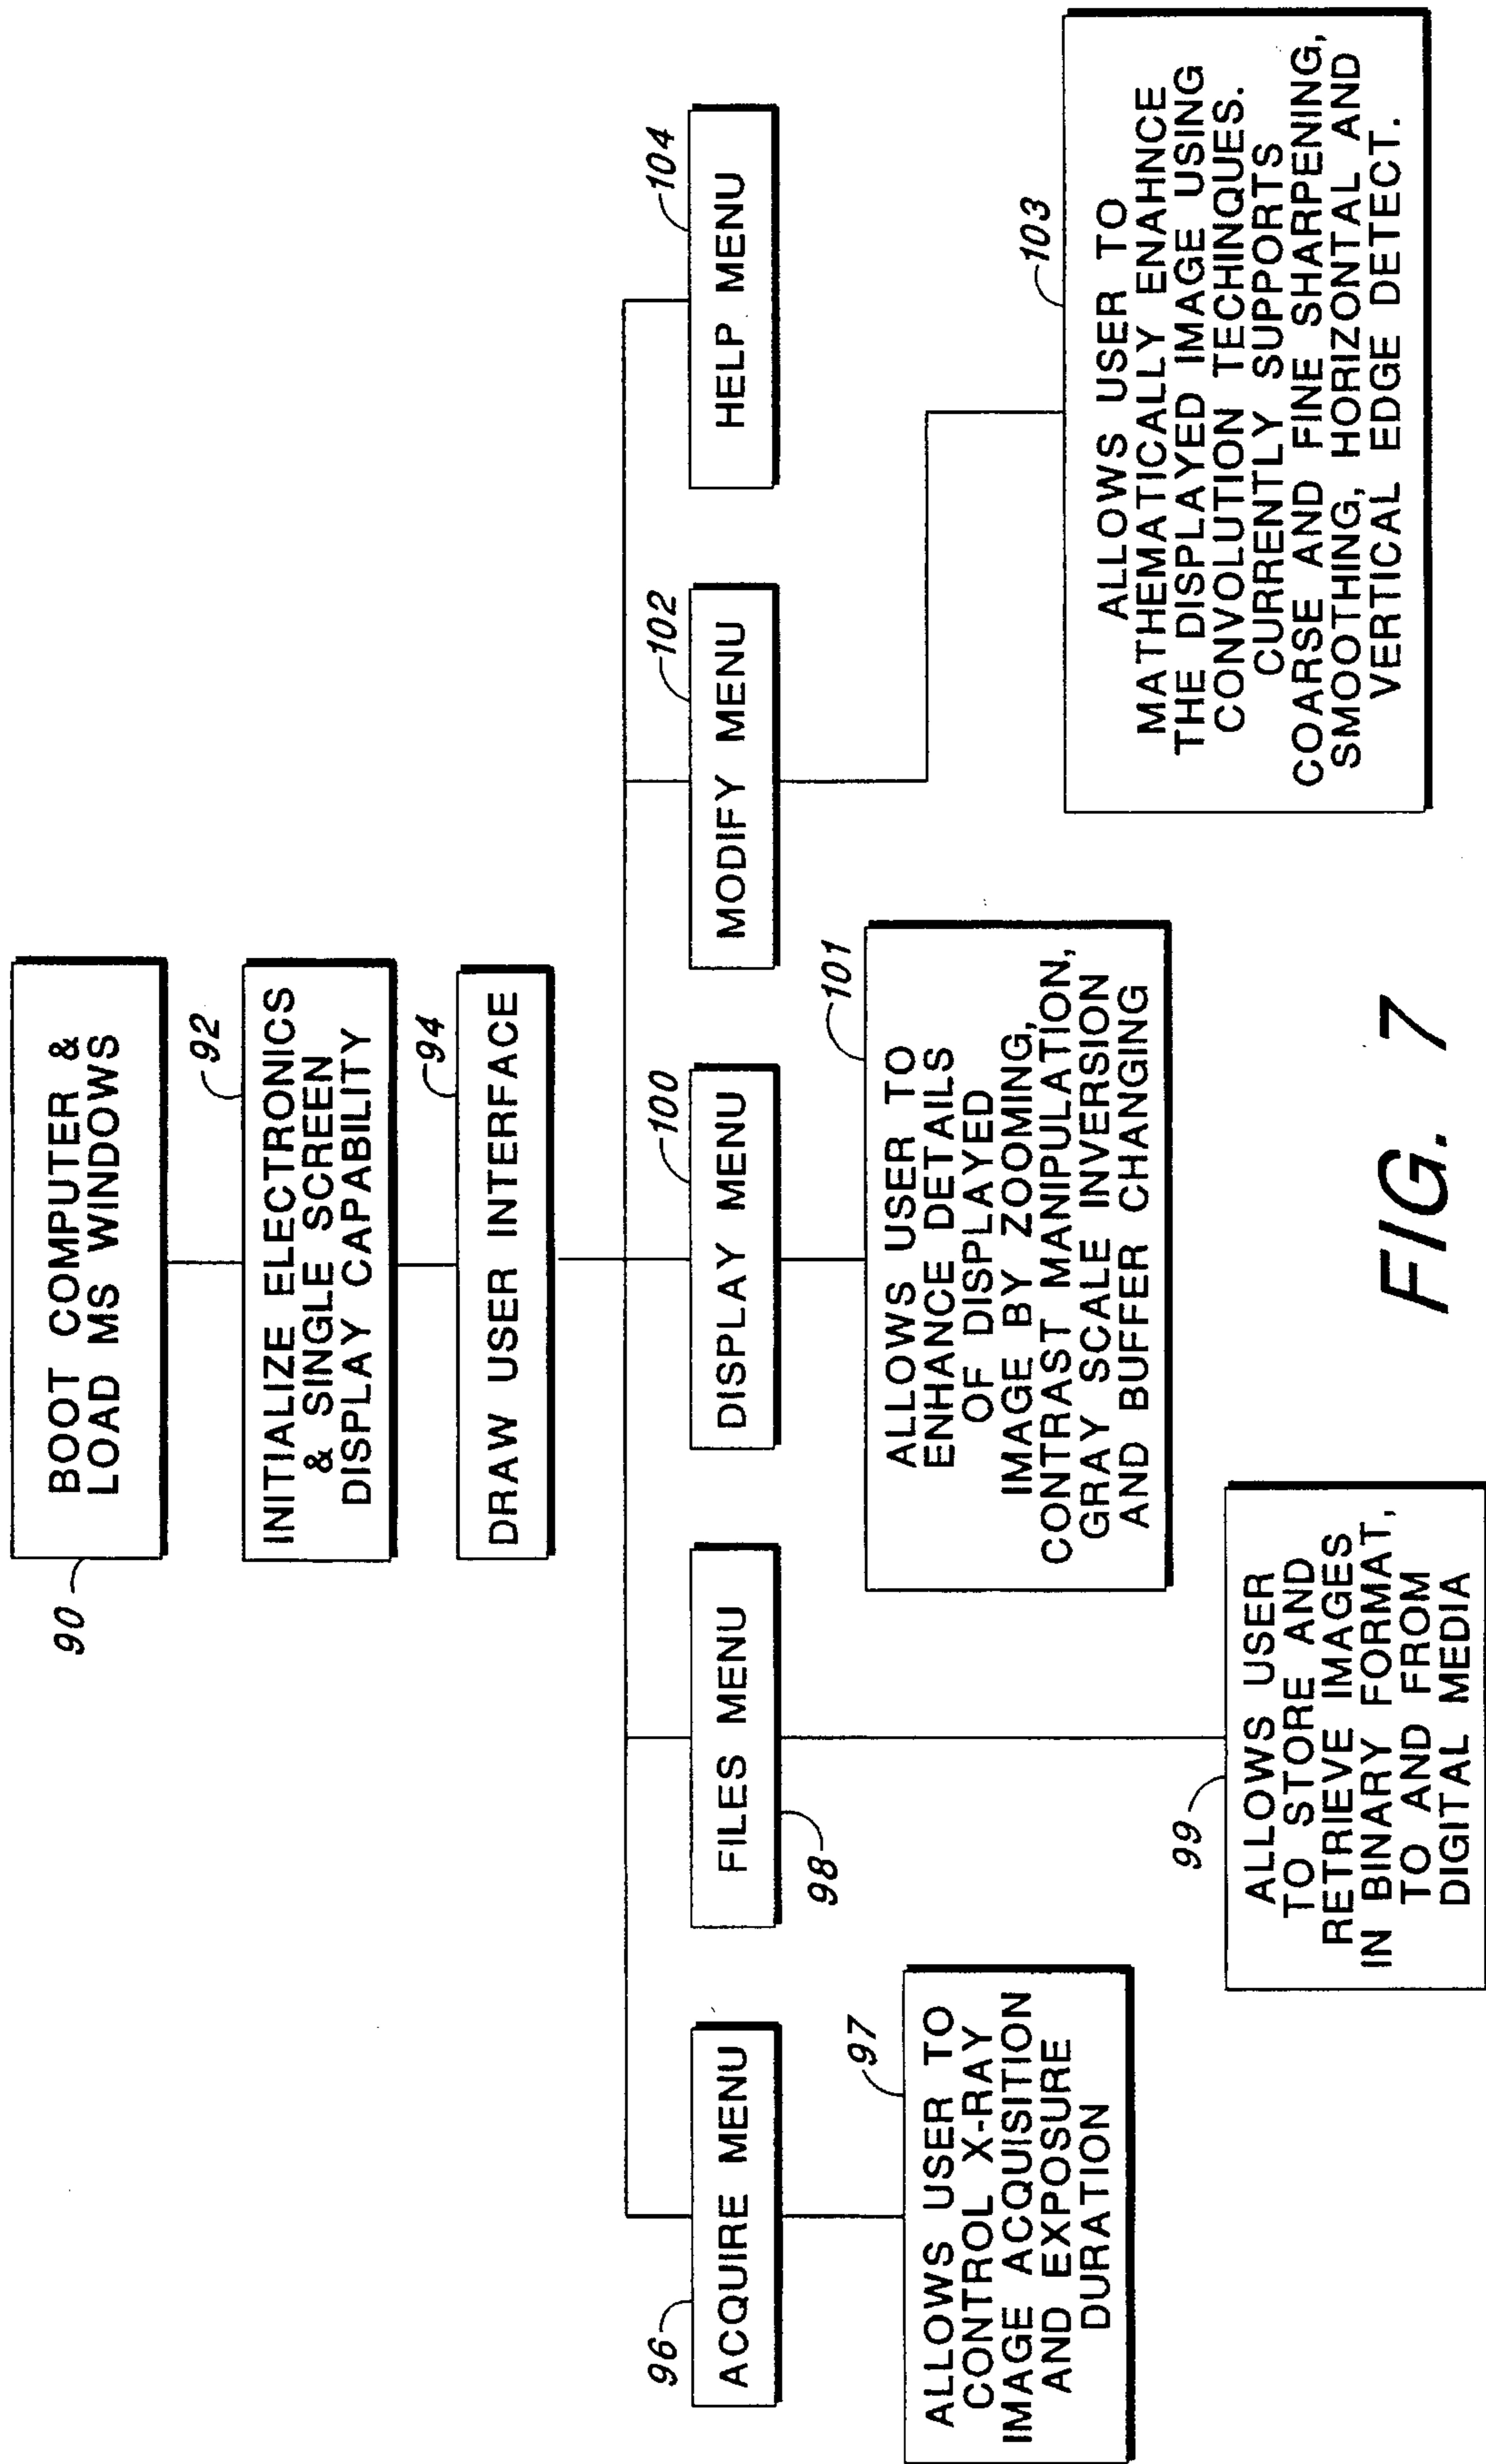 BOOT COMPUTER &
LOAD MS WINDOWS
90
INITIALIZE ELECTRONICS
& SINGLE SCREEN
DISPLAY CAPABILITY
92
DRAW USER INTERFACE
94
ACQUIRE MENU
96
FILES MENU
98
DISPLAY MENU
100
MODIFY MENU
102
HELP MENU
104
ALLOWS USER TO
CONTROL X-RAY
IMAGE ACQUISITION
AND EXPOSURE
DURATION
97
ALLOWS USER
TO STORE AND
RETRIEVE IMAGES
IN BINARY FORMAT,
TO AND FROM
DIGITAL MEDIA
99
ALLOWS USER TO
ENHANCE DETAILS
OF DISPLAYED
IMAGE BY ZOOMING,
CONTRAST MANIPULATION,
GRAY SCALE INVERSION
AND BUFFER CHANGING
101
ALLOWS USER TO
MATHEMATICALLY ENAHNCE
THE DISPLAYED IMAGE USING
CONVOLUTION TECHINQUES.
CURRENTLY SUPPORTS
COARSE AND FINE SHARPENING,
SMOOTHING, HORIZONTAL AND
VERTICAL EDGE DETECT.
103
FIG. 7